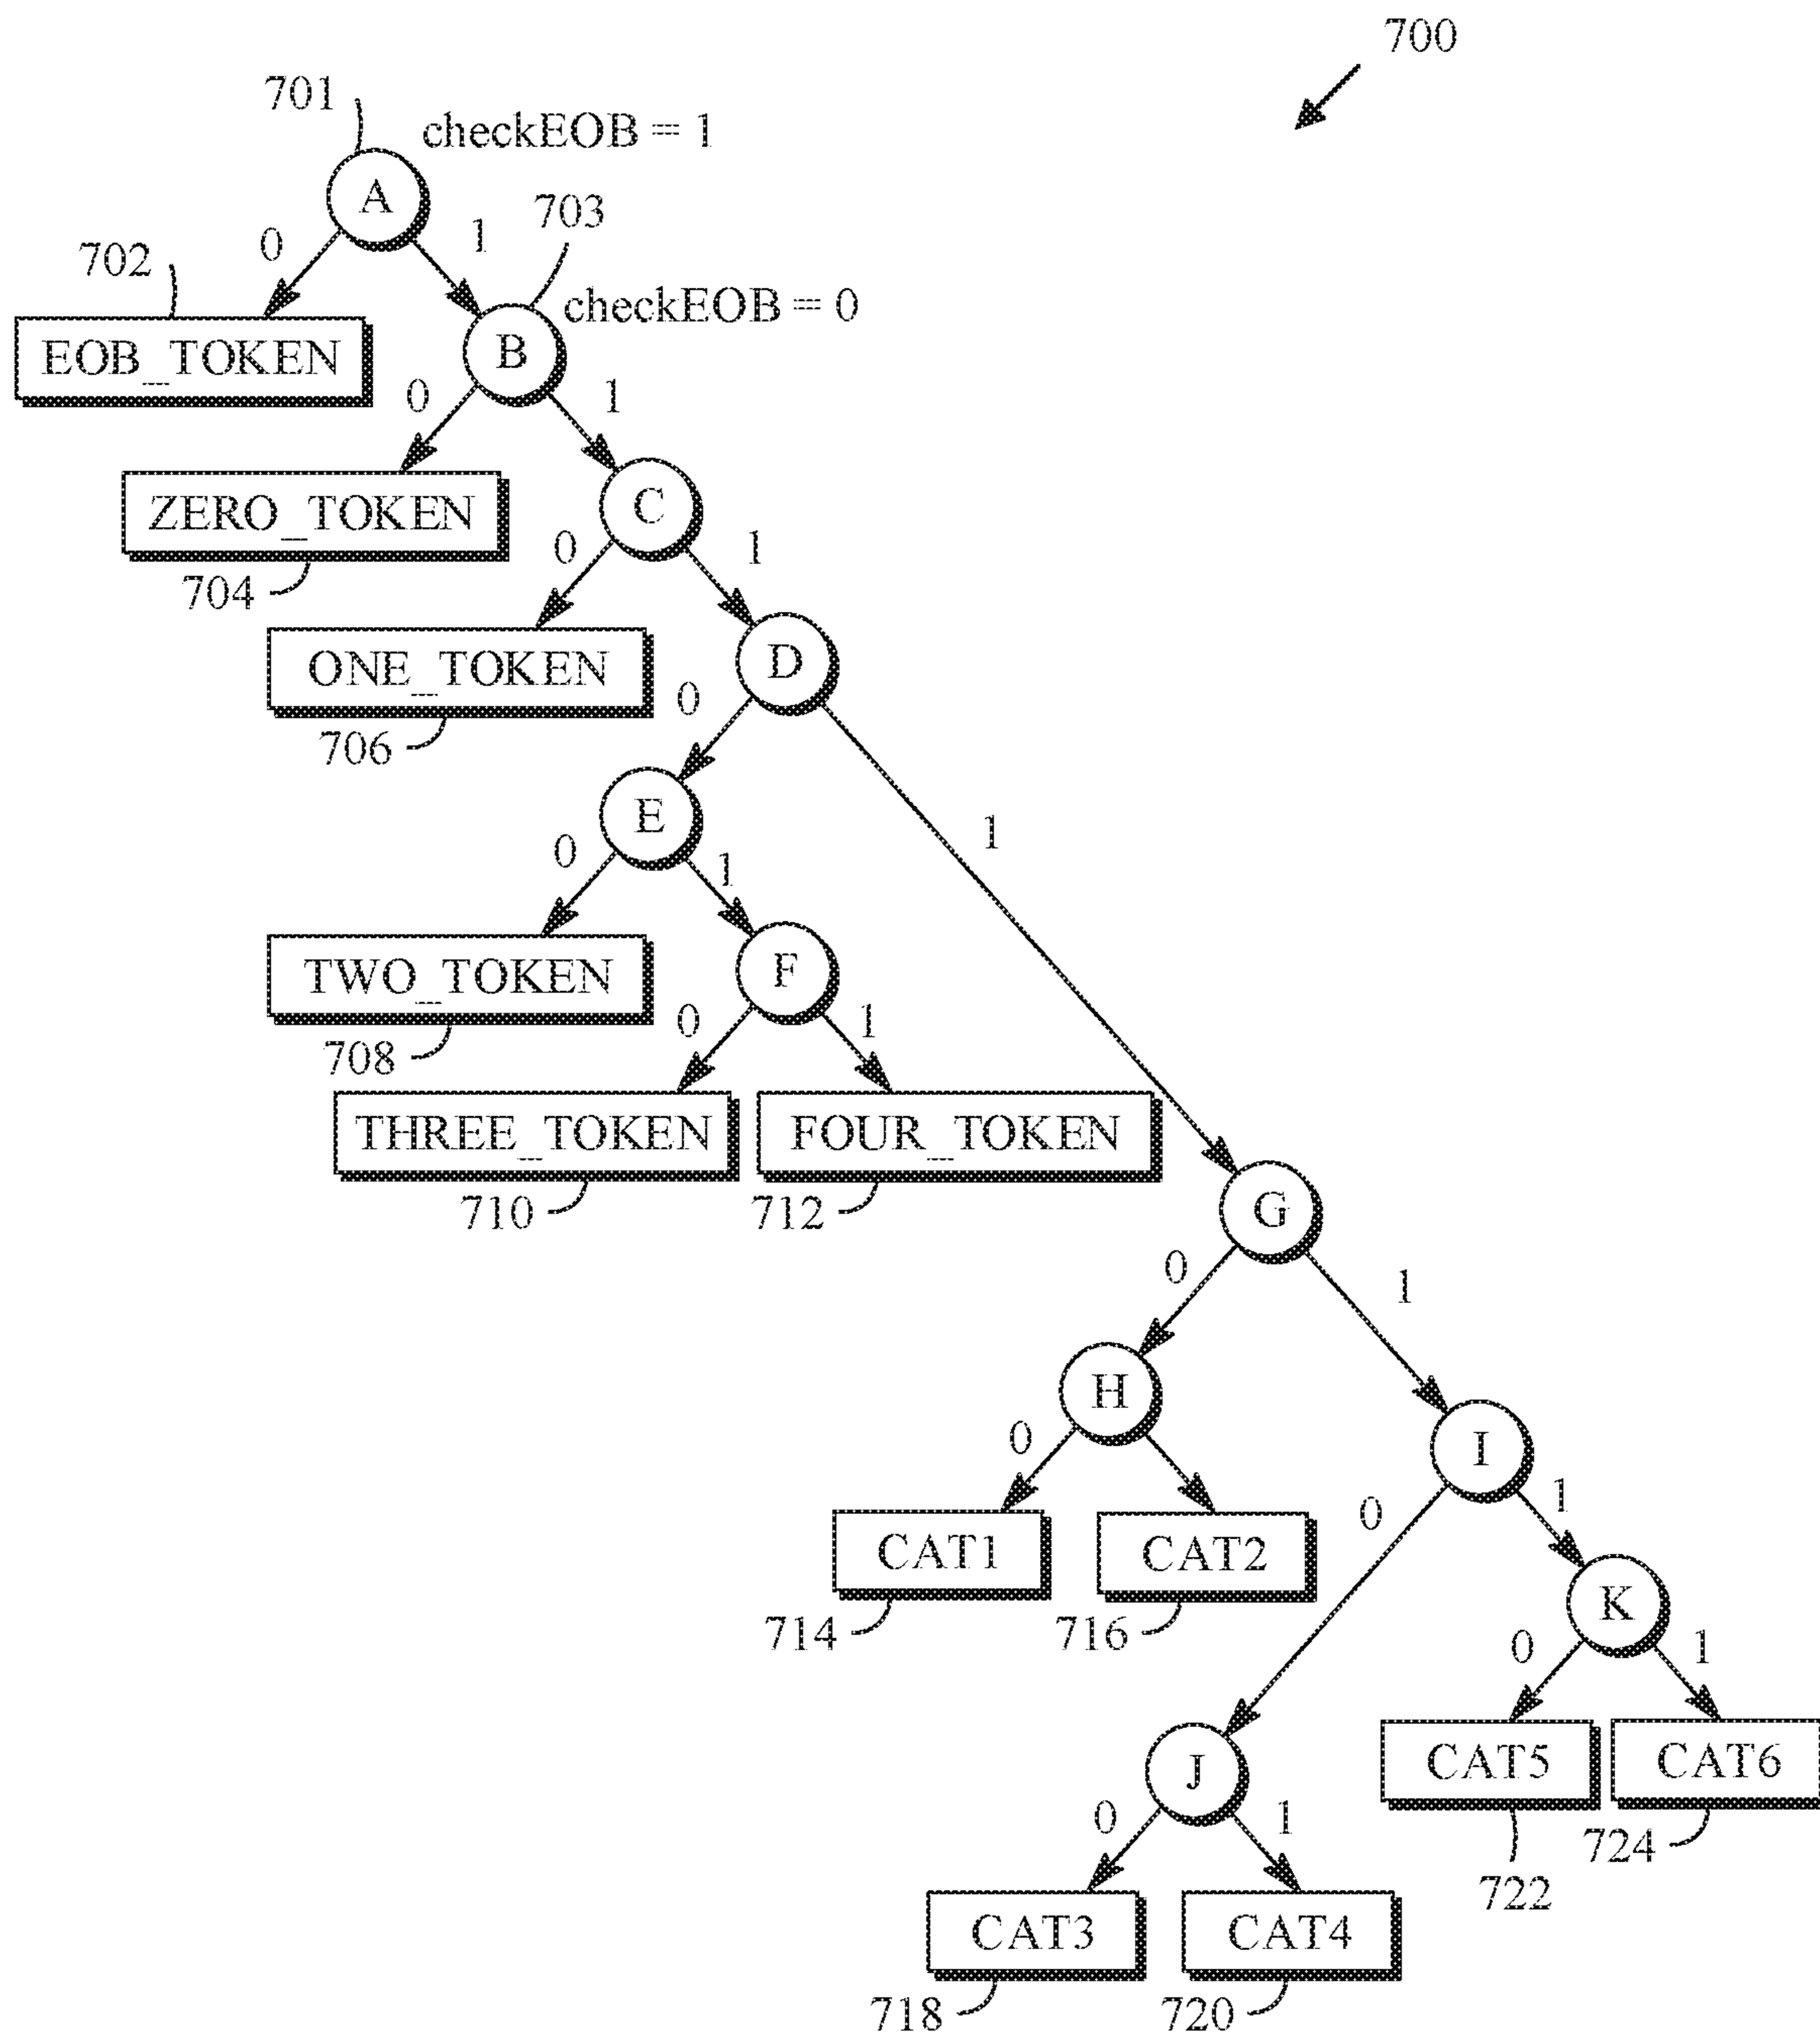 700
701
checkEOB = 1
A
703
0
1
702
checkEOB = 0
EOB_TOKEN
B
0
1
ZERO_TOKEN
C
704
0
1
ONE_TOKEN
D
0
706
E
1
0
1
TWO_TOKEN
F
708
0
1
THREE_TOKEN
FOUR_TOKEN
710
712
G
0
1
H
0
I
1
0
CAT1
CAT2
714
716
K
0
1
J
CAT5
CAT6
0
1
724
722
CAT3
CAT4
718
720